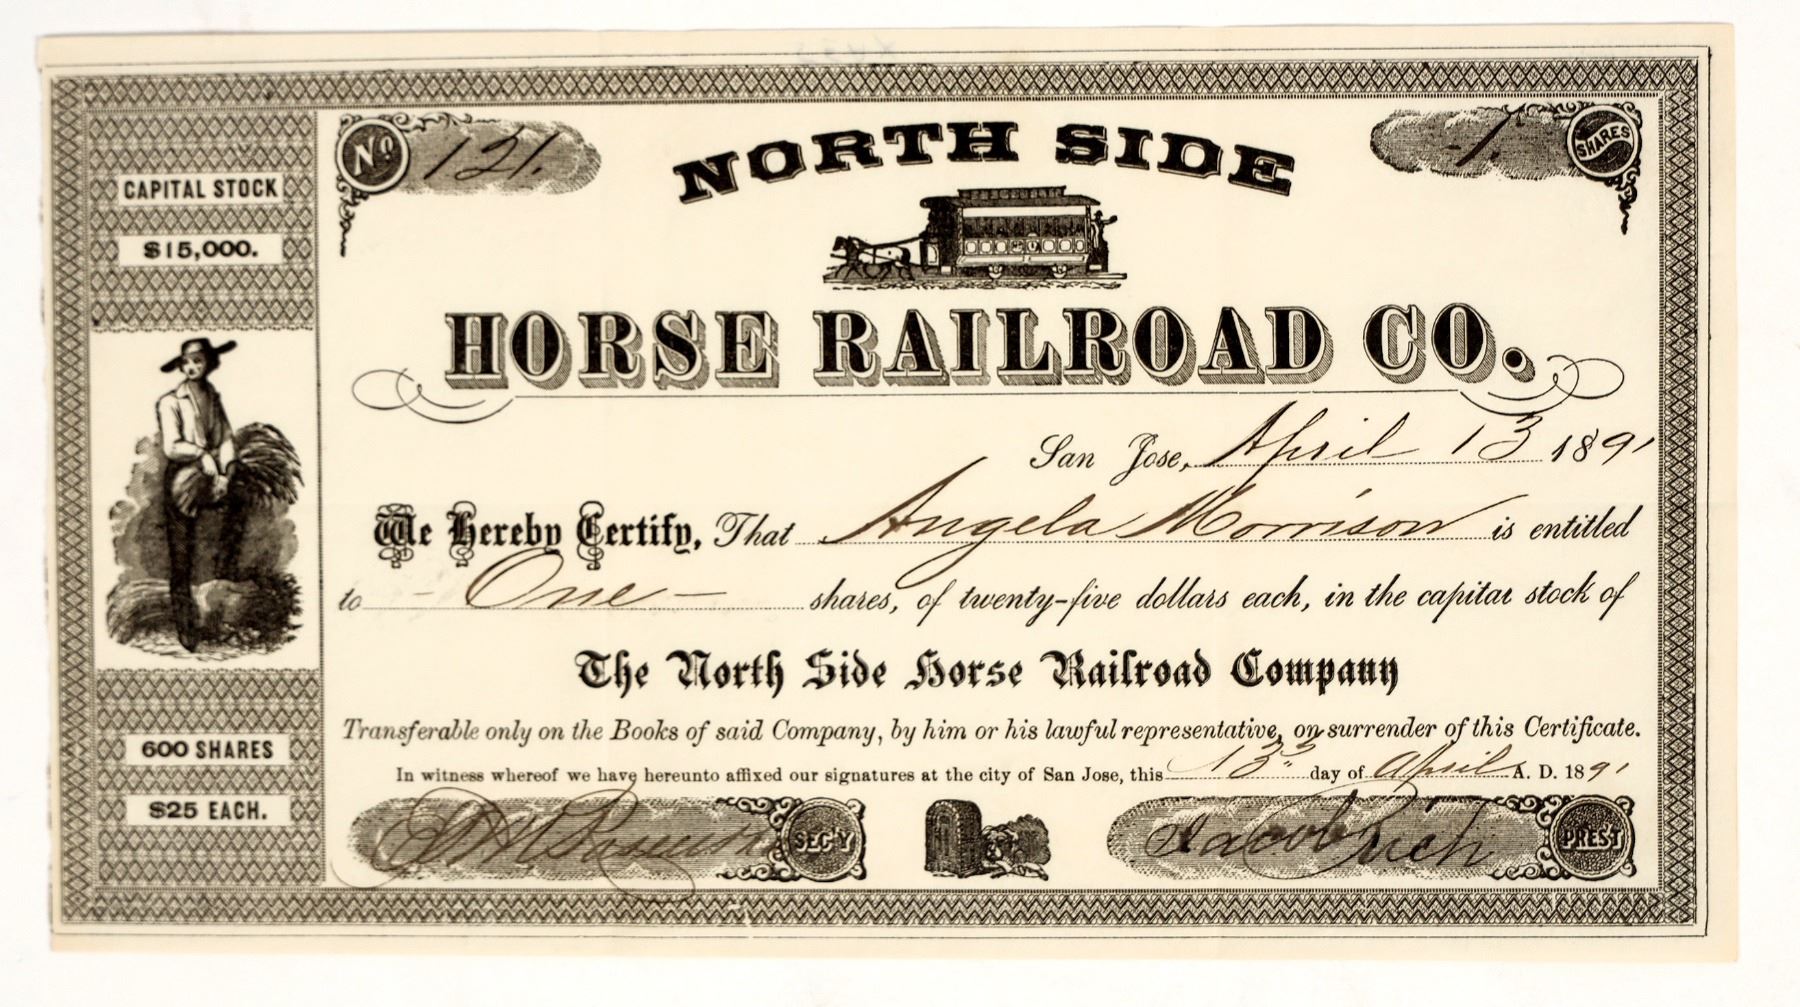 No 121.
1. SHARES
NORTH SIDE
HORSE RAILROAD CO.
CAPITAL STOCK
$15,000.
San Jose, April 13 1891
We Hereby Certify, That Angela Morrison is entitled
to - One - shares, of twenty-five dollars each, in the capital stock of
The North Side Horse Railroad Company
Transferable only on the Books of said Company, by him or his lawful representative, on surrender of this Certificate.
In witness whereof we have hereunto affixed our signatures at the city of San Jose, this 13 day of April A. D. 1891
600 SHARES
$25 EACH.
SEC'Y
Jacob Rich PRES'T